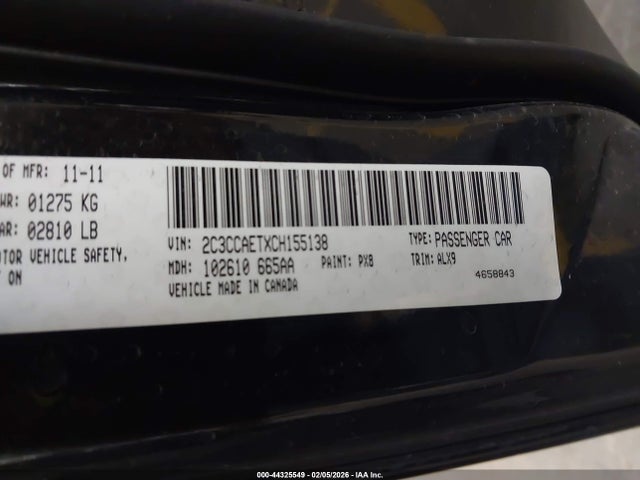 OF MFR: 11-11
WR: 01275 KG
AR: 02810 LB
OTOR VEHICLE SAFETY,
ON
VIN: 2C3CCAETXCH155138
TYPE: PASSENGER CAR
MDH: 102610 665AA
PAINT: PX8
TRIM: ALX9
VEHICLE MADE IN CANADA
4658843
000-44325549 - 02/05/2026 - IAA Inc.